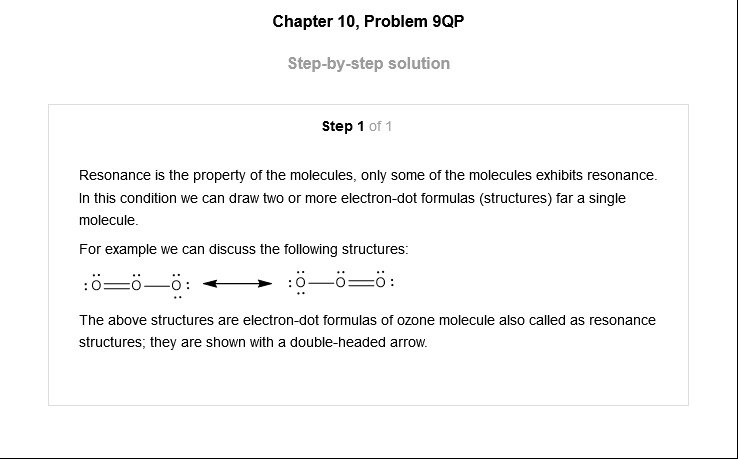 Chapter 10, Problem 9QP
Step-by-step solution
Step 1 of 1
Resonance is the property of the molecules, only some of the molecules exhibits resonance.
In this condition we can draw two or more electron-dot formulas (structures) far a single
molecule.
For example we can discuss the following structures:
:Ö=Ö—Ö: ⟷ :Ö—Ö=Ö:
The above structures are electron-dot formulas of ozone molecule also called as resonance
structures; they are shown with a double-headed arrow.